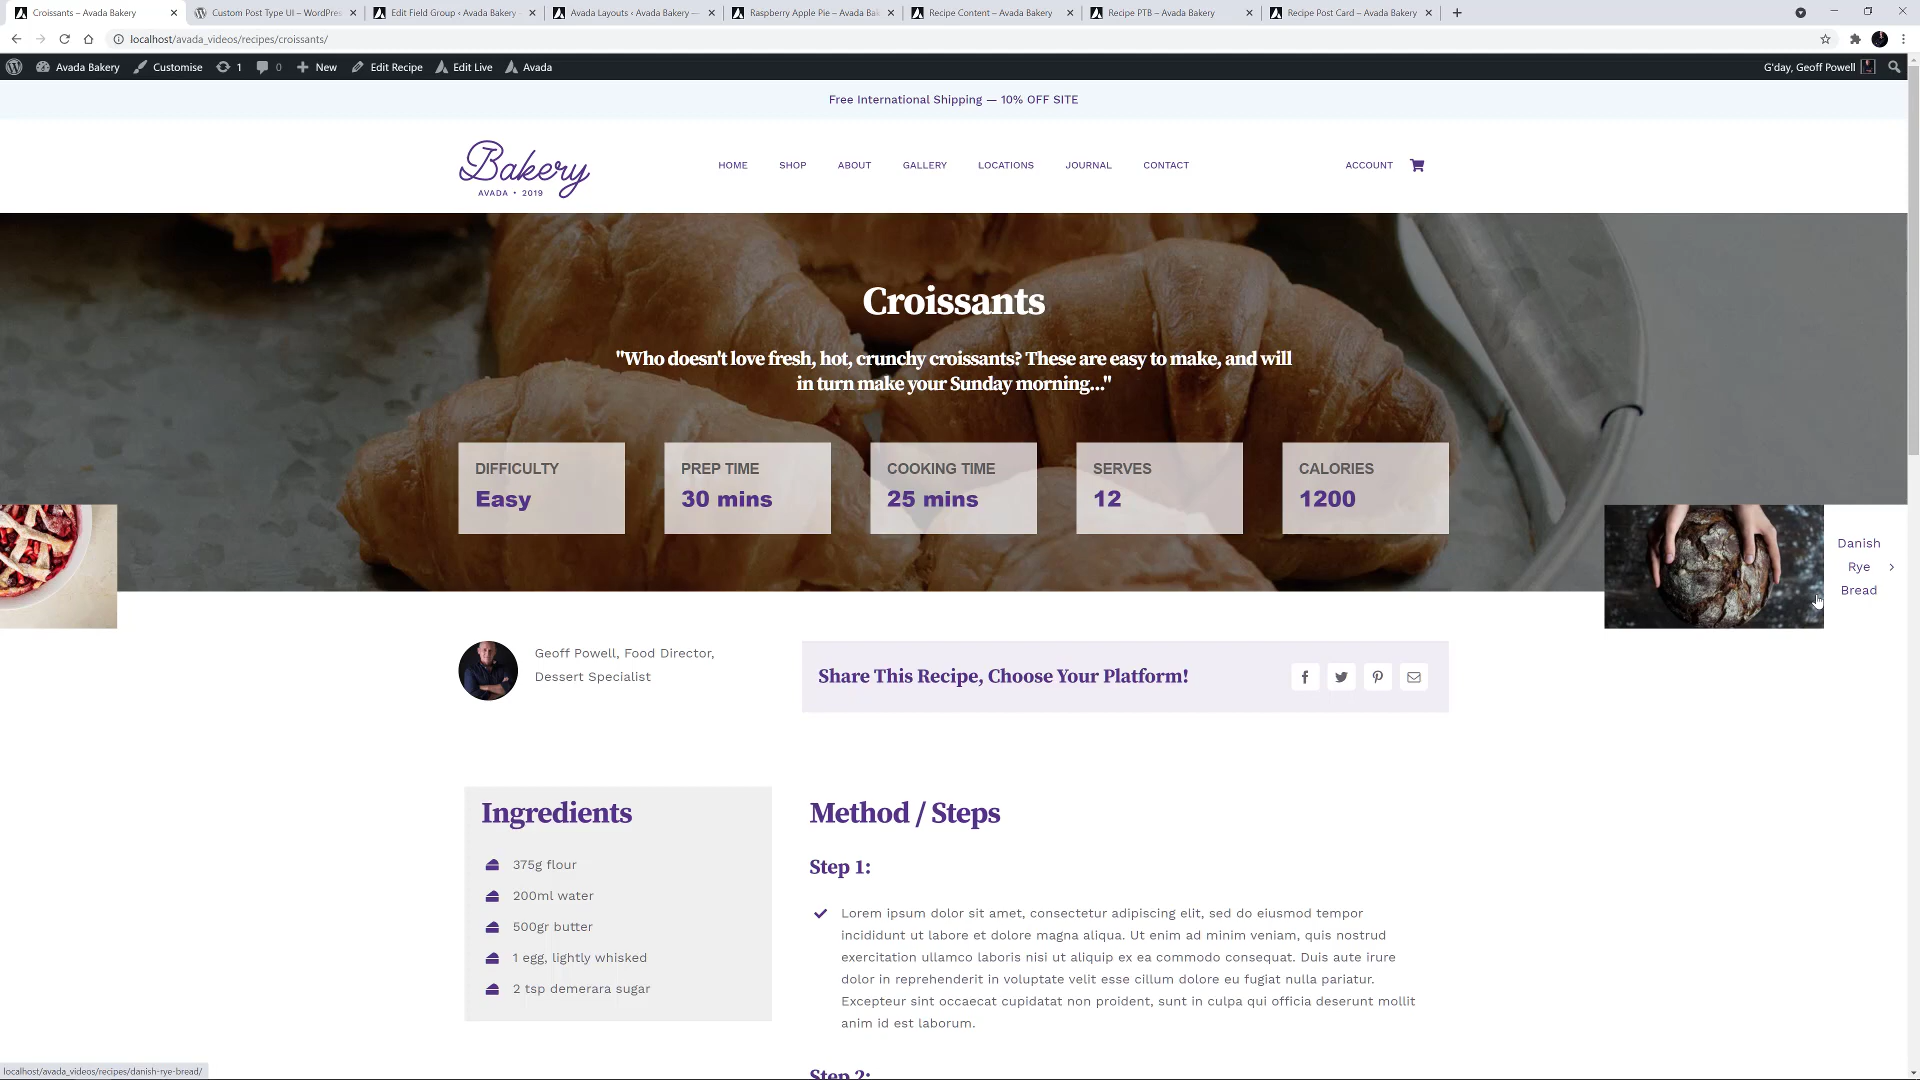 Croissants – Avada Bakery
Custom Post Type UI – WordPres
Edit Field Group ‹ Avada Bakery
Avada Layouts ‹ Avada Bakery —
Raspberry Apple Pie – Avada Bak
Recipe Content – Avada Bakery
Recipe PTB – Avada Bakery
Recipe Post Card – Avada Bakery
localhost/avada_videos/recipes/croissants/
Avada Bakery
Customise
1
0
New
Edit Recipe
Edit Live
Avada
G'day, Geoff Powell
Free International Shipping — 10% OFF SITE
Bakery
AVADA • 2019
HOME
SHOP
ABOUT
GALLERY
LOCATIONS
JOURNAL
CONTACT
ACCOUNT
Croissants
"Who doesn't love fresh, hot, crunchy croissants? These are easy to make, and will
in turn make your Sunday morning..."
DIFFICULTY
Easy
PREP TIME
30 mins
COOKING TIME
25 mins
SERVES
12
CALORIES
1200
Danish
Rye
Bread
Geoff Powell, Food Director,
Dessert Specialist
Share This Recipe, Choose Your Platform!
Ingredients
375g flour
200ml water
500gr butter
1 egg, lightly whisked
2 tsp demerara sugar
Method / Steps
Step 1:
Lorem ipsum dolor sit amet, consectetur adipiscing elit, sed do eiusmod tempor
incididunt ut labore et dolore magna aliqua. Ut enim ad minim veniam, quis nostrud
exercitation ullamco laboris nisi ut aliquip ex ea commodo consequat. Duis aute irure
dolor in reprehenderit in voluptate velit esse cillum dolore eu fugiat nulla pariatur.
Excepteur sint occaecat cupidatat non proident, sunt in culpa qui officia deserunt mollit
anim id est laborum.
Step 2:
localhost/avada_videos/recipes/danish-rye-bread/